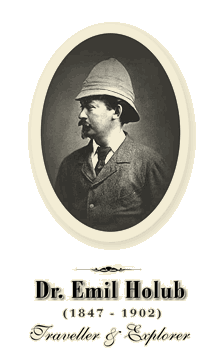 Dr. Emil Holub
(1847 - 1902)
Traveller & Explorer